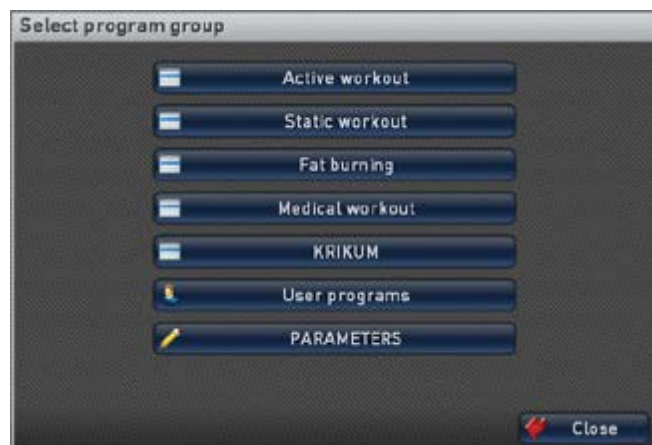 Select program group
Active workout
Static workout
Fat burning
Medical workout
KRIKUM
User programs
PARAMETERS
Close